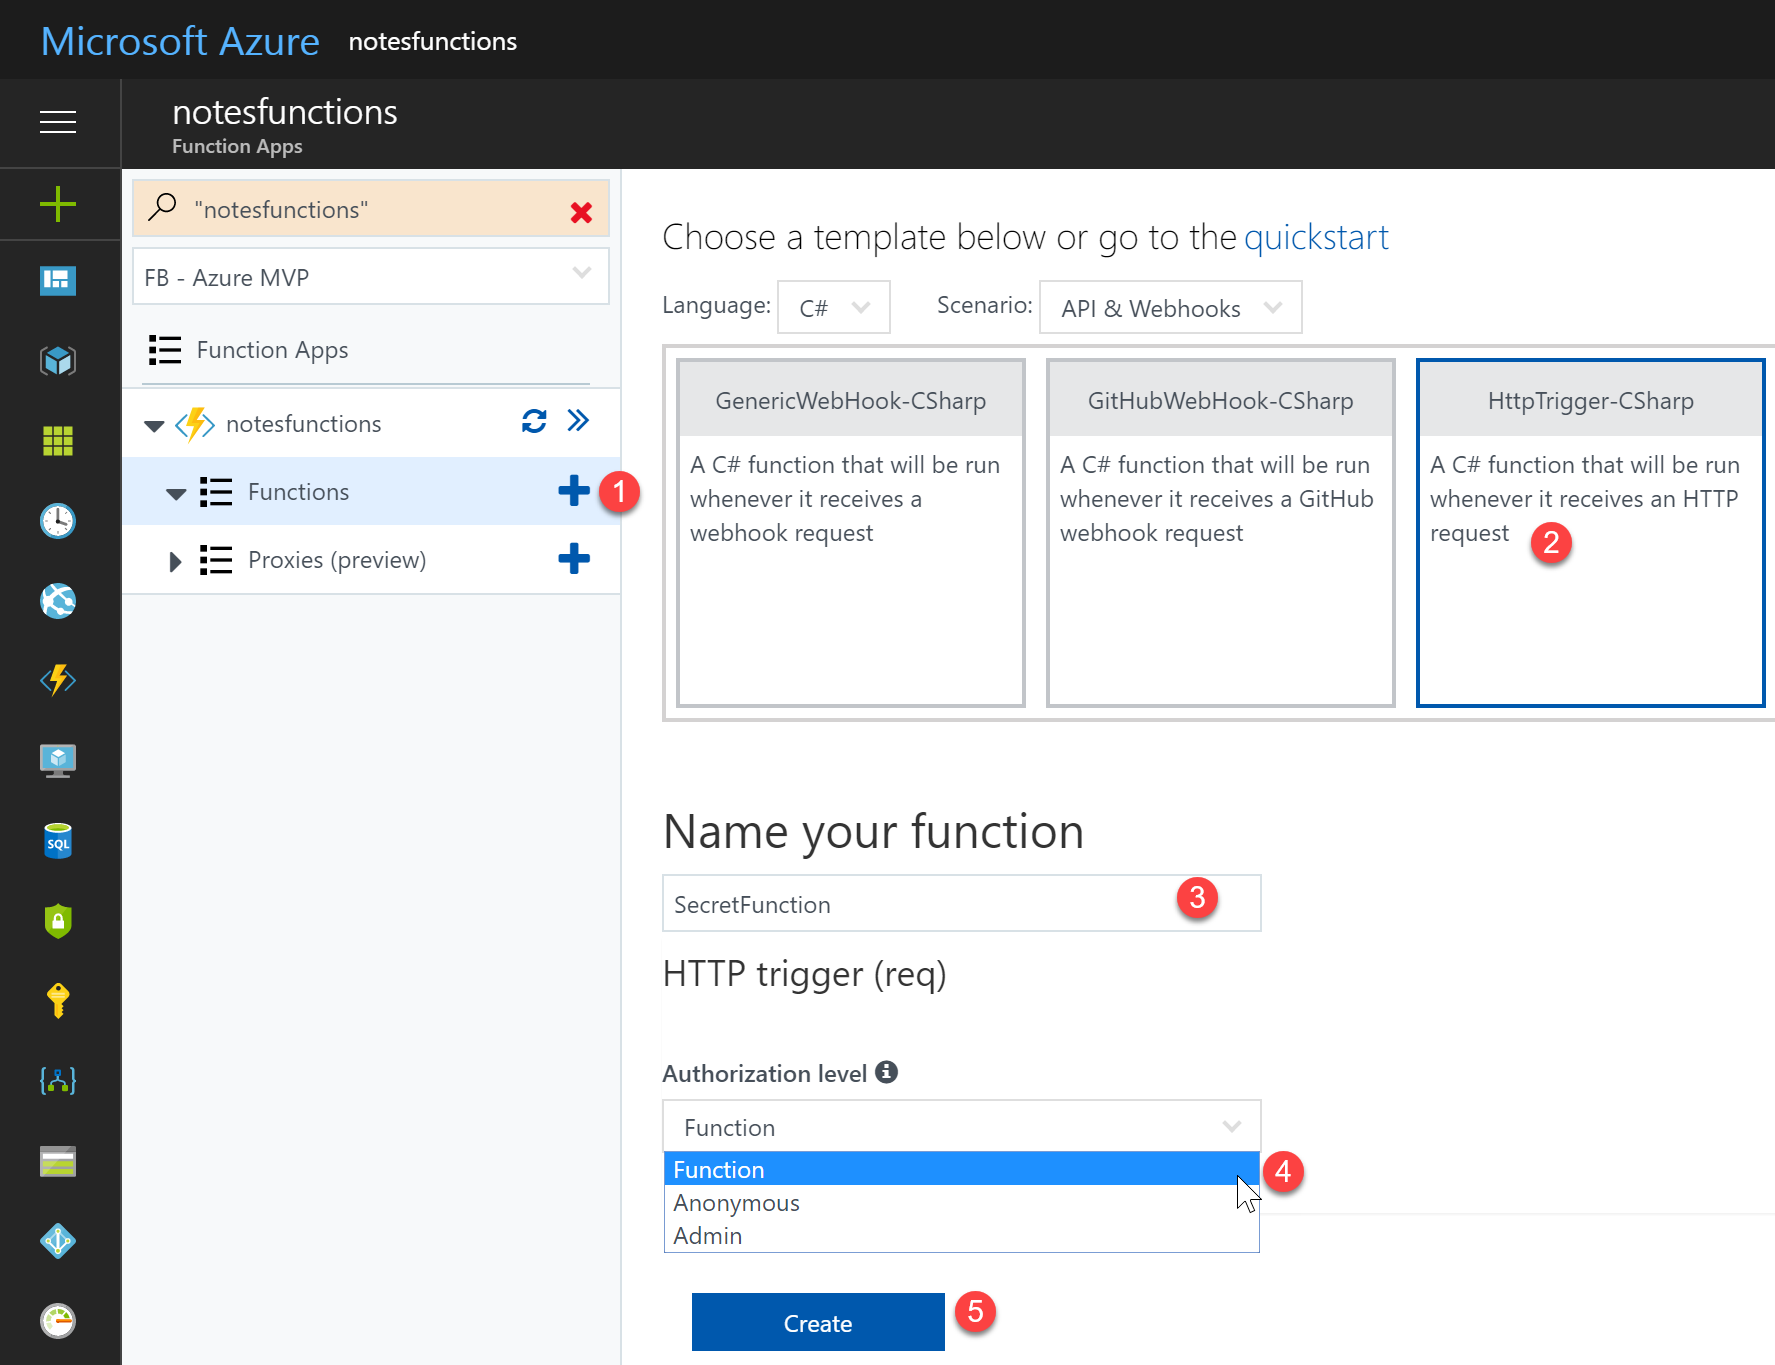 Microsoft Azure notesfunctions
notesfunctions
Function Apps
"notesfunctions"
FB - Azure MVP
Function Apps
notesfunctions
Functions
1
Proxies (preview)
SQL
Choose a template below or go to the quickstart
Language: C# Scenario: API & Webhooks
GenericWebHook-CSharp
A C# function that will be run
whenever it receives a
webhook request
GitHubWebHook-CSharp
A C# function that will be run
whenever it receives a GitHub
webhook request
HttpTrigger-CSharp
A C# function that will be run
whenever it receives an HTTP
request
2
Name your function
SecretFunction
3
HTTP trigger (req)
Authorization level
Function
Function
4
Anonymous
Admin
Create
5